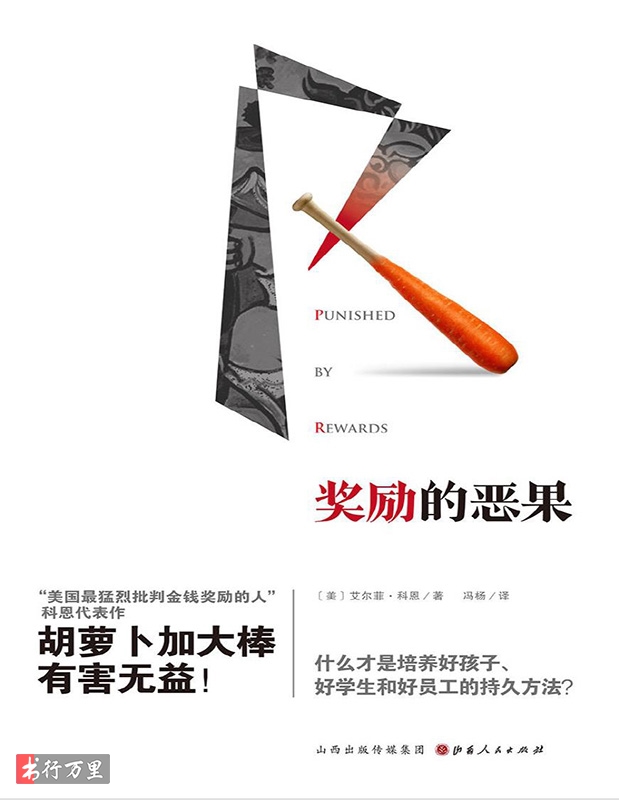 PUNISHED
BY
REWARDS
奖励的恶果
“美国最猛烈批判金钱奖励的人”
科恩代表作
胡萝卜加大棒
有害无益!
〔美〕艾尔菲·科恩/著 冯杨/译
什么才是培养好孩子、
好学生和好员工的持久方法?
山西出版传媒集团 山西人民出版社
书行万里